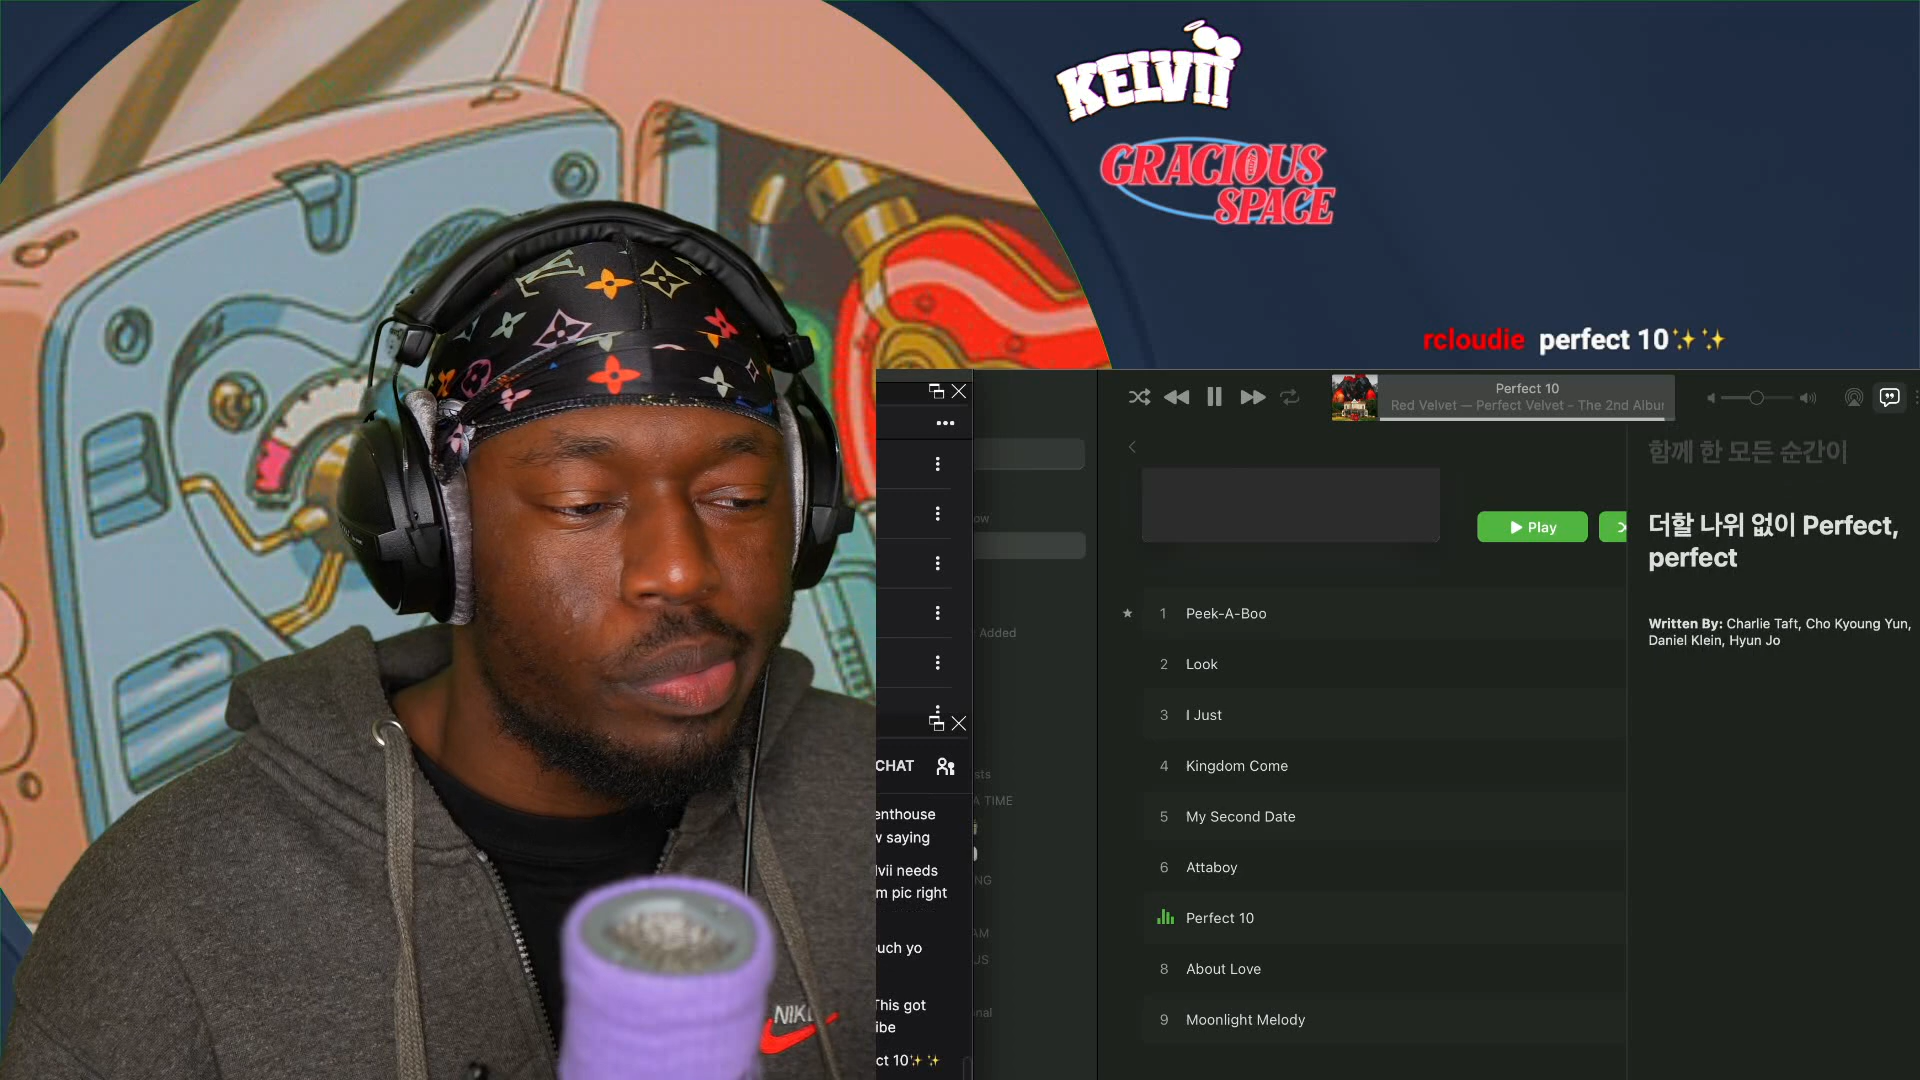 KELVII
GRACIOUS
SPACE
rcloudie perfect 10✨✨
Perfect 10
Red Velvet — Perfect Velvet - The 2nd Albu
함께 한 모든 순간이
더할 나위 없이 Perfect,
perfect
Written By: Charlie Taft, Cho Kyoung Yun,
Daniel Klein, Hyun Jo
Play
1 Peek-A-Boo
2 Look
3 I Just
4 Kingdom Come
5 My Second Date
6 Attaboy
Perfect 10
8 About Love
9 Moonlight Melody
Added
A TIME
CHAT
enthouse
saying
lvii needs
m pic right
uch yo
This got
ibe
ct 10✨✨
NIKE